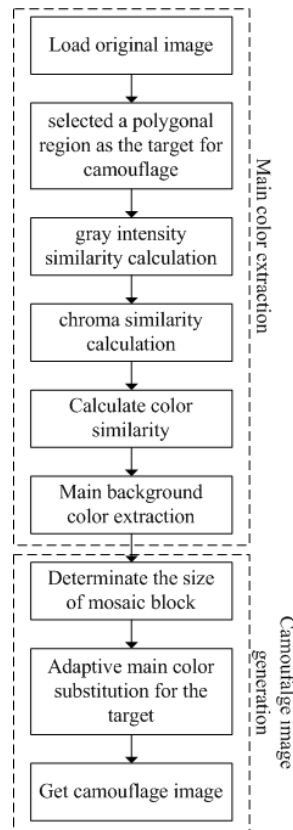 Load original image
selected a polygonal
region as the target for
camouflage
gray intensity
similarity calculation
chroma similarity
calculation
Calculate color
similarity
Main background
color extraction
Main color extraction
Determinate the size
of mosaic block
Adaptive main color
substitution for the
target
Get camouflage image
Camoufalge image
generation